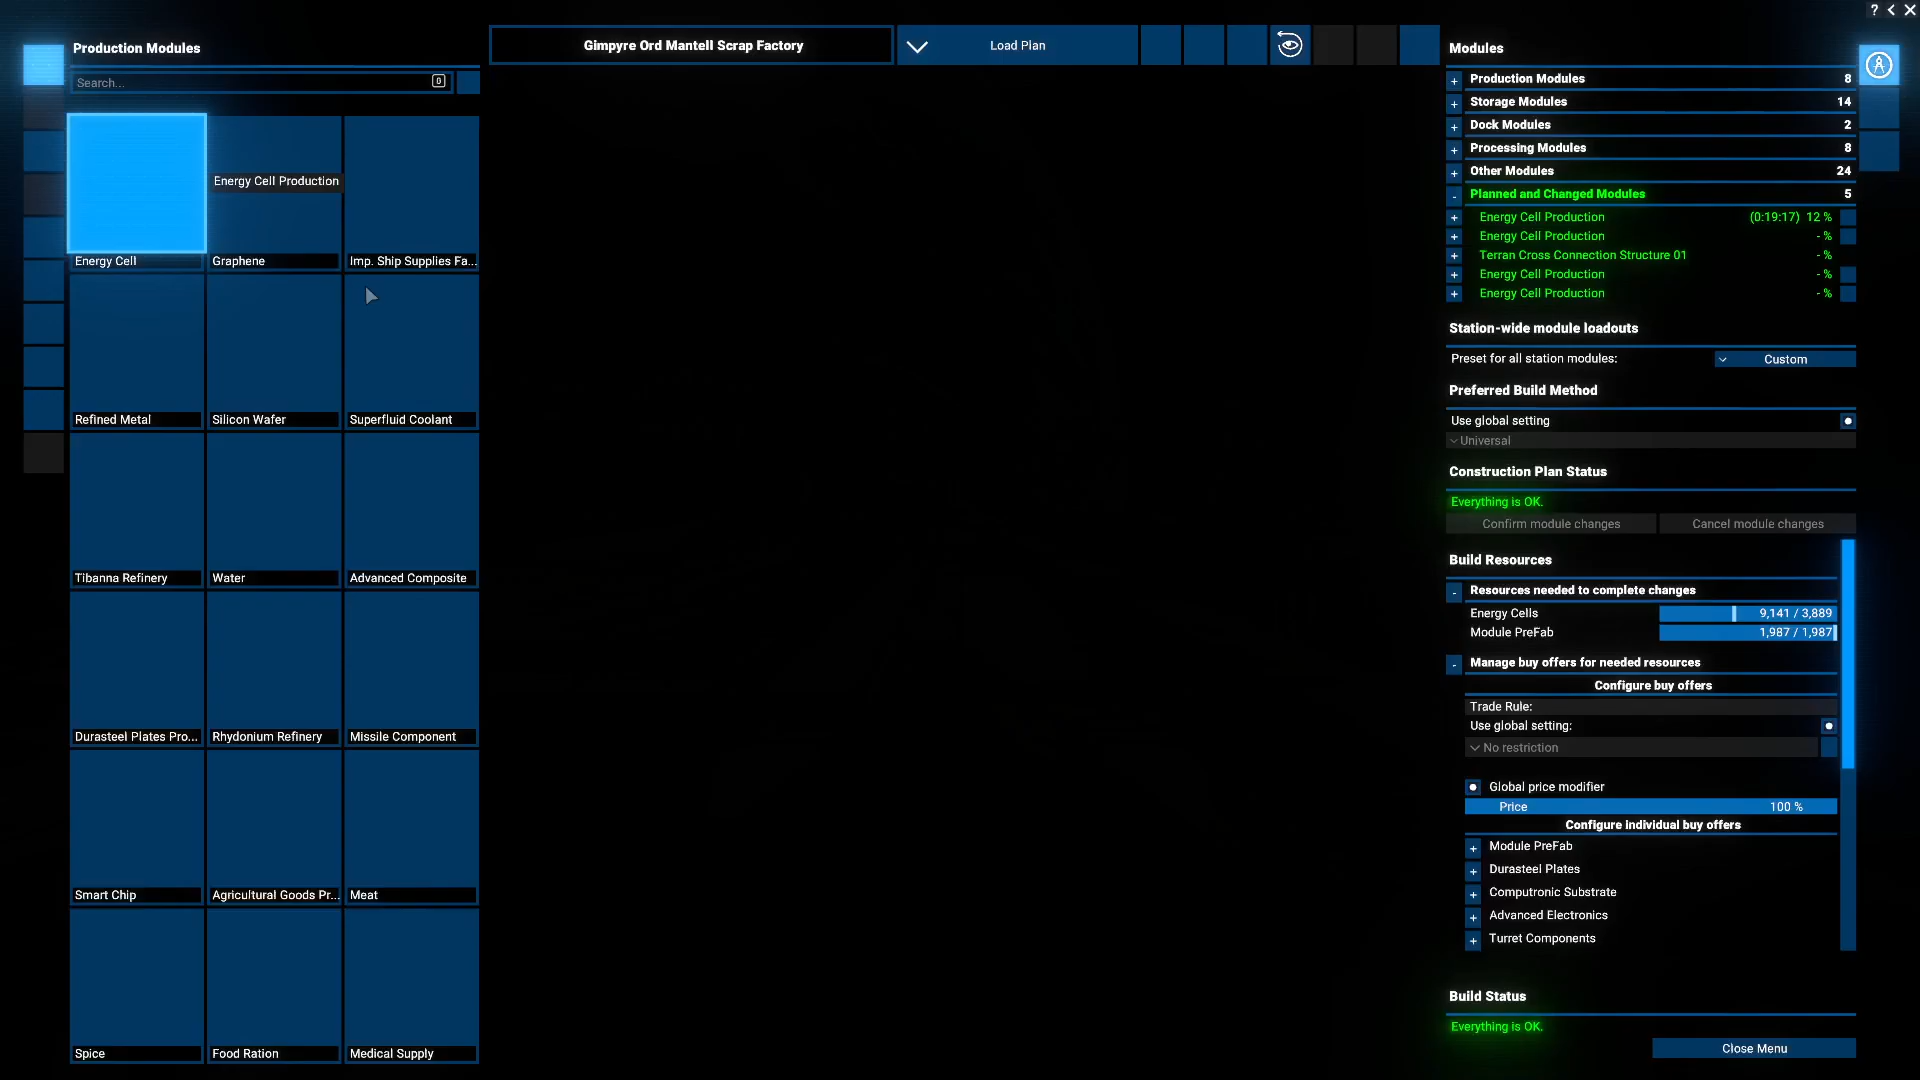 ?
Production Modules
Search...
0
Energy Cell Production
Energy Cell
Graphene
Imp. Ship Supplies Fa...
Refined Metal
Silicon Wafer
Superfluid Coolant
Tibanna Refinery
Water
Advanced Composite
Durasteel Plates Pro...
Rhydonium Refinery
Missile Component
Smart Chip
Agricultural Goods Pr...
Meat
Spice
Food Ration
Medical Supply
Gimpyre Ord Mantell Scrap Factory
Load Plan
Modules
+ Production Modules 8
+ Storage Modules 14
+ Dock Modules 2
+ Processing Modules 8
+ Other Modules 24
- Planned and Changed Modules 5
+ Energy Cell Production (0:19:17) 12 %
+ Energy Cell Production - %
+ Terran Cross Connection Structure 01 - %
+ Energy Cell Production - %
+ Energy Cell Production - %
Station-wide module loadouts
Preset for all station modules: Custom
Preferred Build Method
Use global setting
Universal
Construction Plan Status
Everything is OK.
Confirm module changes Cancel module changes
Build Resources
- Resources needed to complete changes
Energy Cells 9,141 / 3,889
Module PreFab 1,987 / 1,987
- Manage buy offers for needed resources
Configure buy offers
Trade Rule:
Use global setting:
No restriction
Global price modifier
Price 100 %
Configure individual buy offers
+ Module PreFab
+ Durasteel Plates
+ Computronic Substrate
+ Advanced Electronics
+ Turret Components
Build Status
Everything is OK.
Close Menu